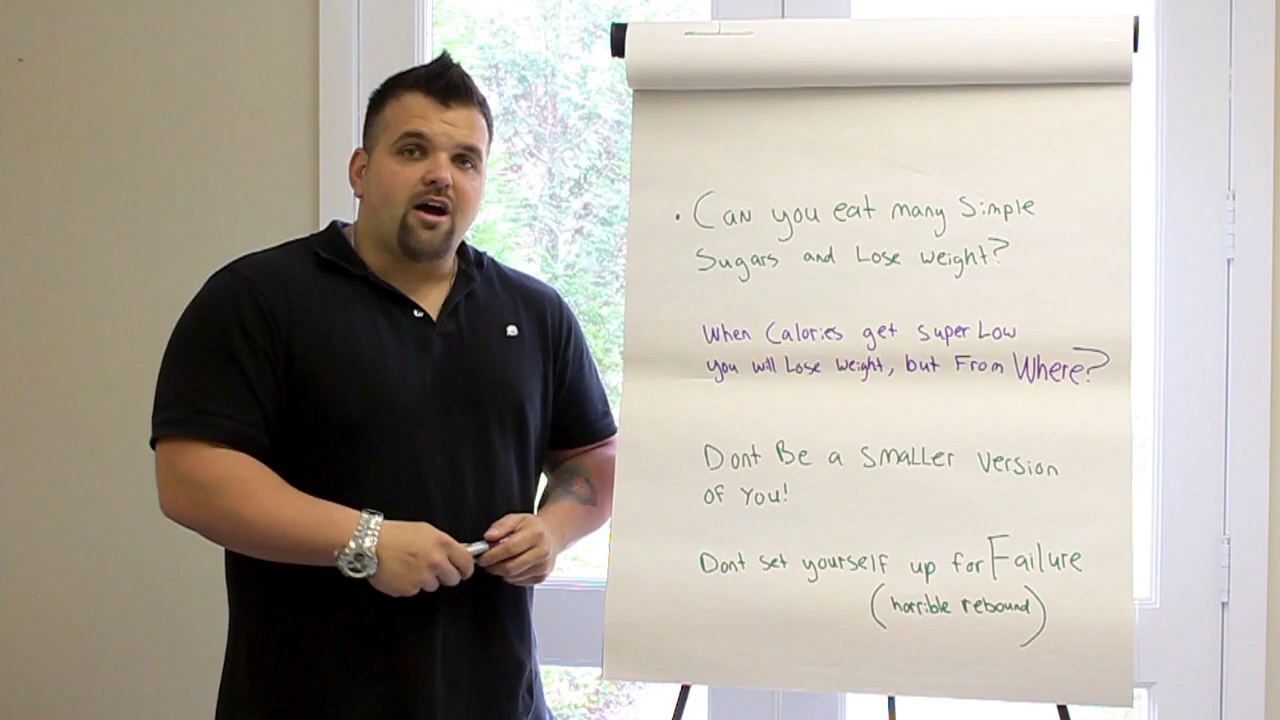 · Can you eat many Simple
Sugars and Lose weight?
When Calories get Super Low
you will Lose weight, but From Where?
Dont Be a Smaller Version
of You!
Dont set yourself up for Failure
(horrible rebound)